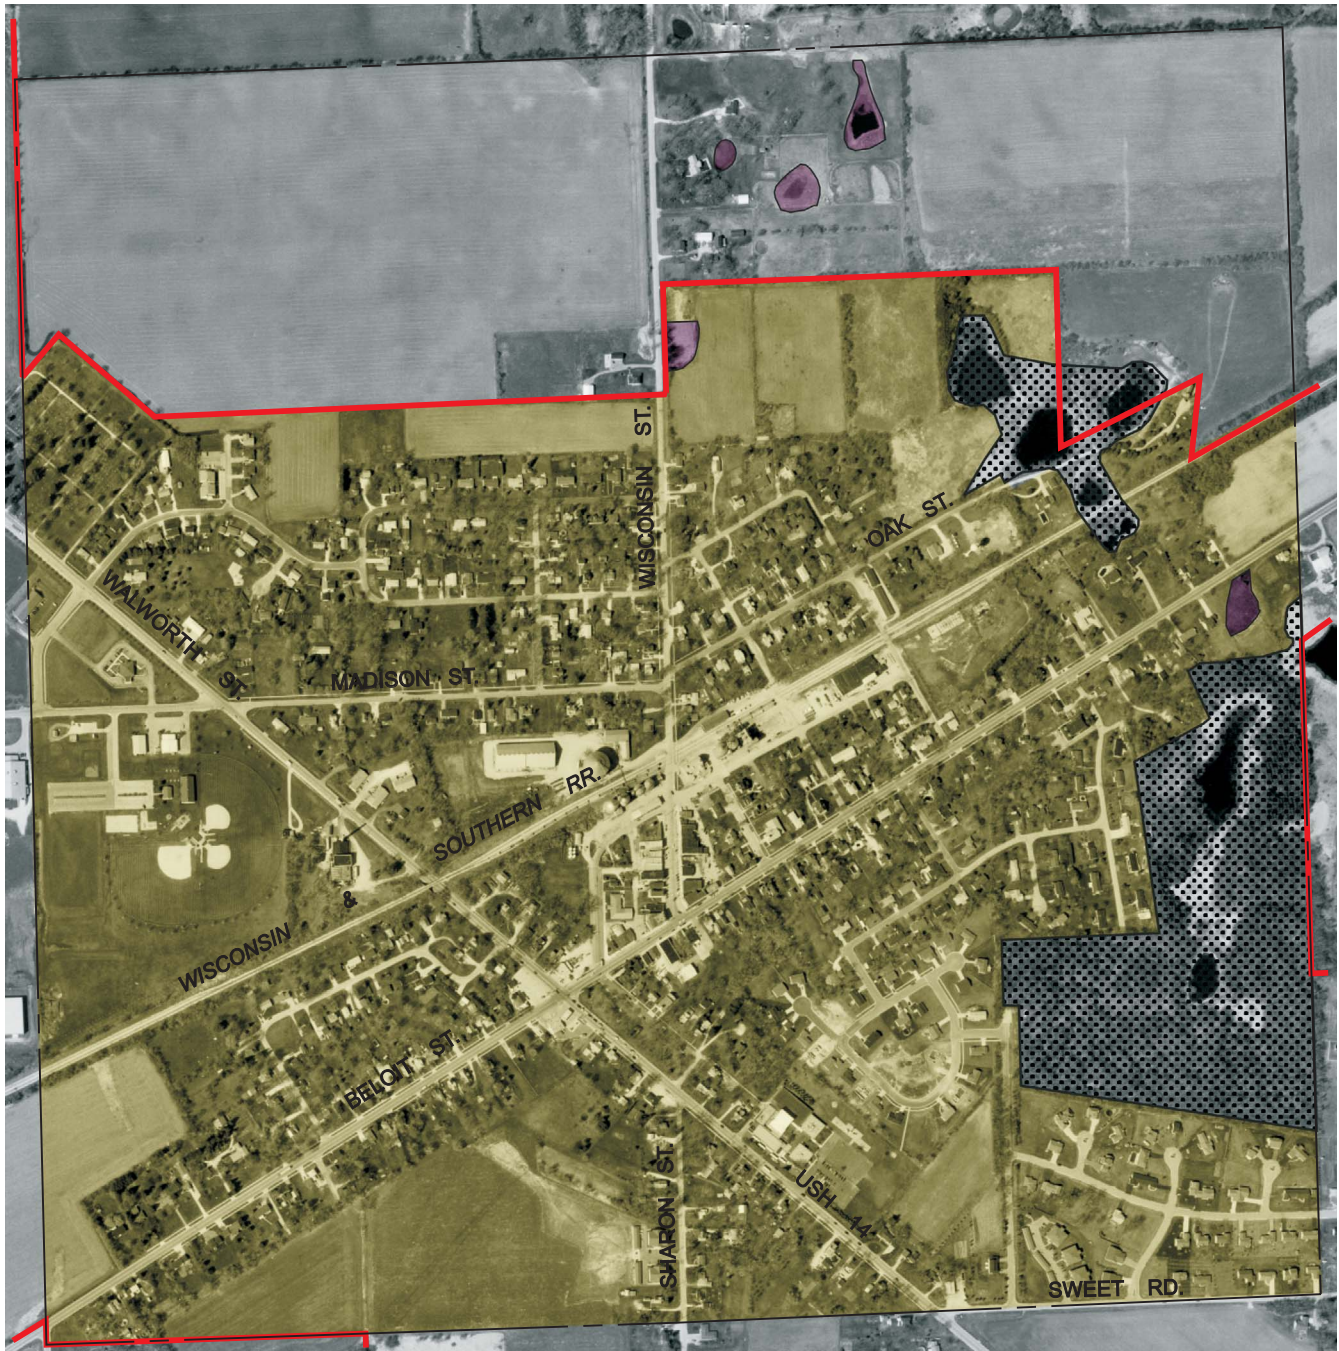 WISCONSIN ST.
OAK ST.
WALWORTH ST.
MADISON ST.
SOUTHERN RR.
WISCONSIN &
BELOIT ST.
SHARON ST.
USH 14
SWEET RD.